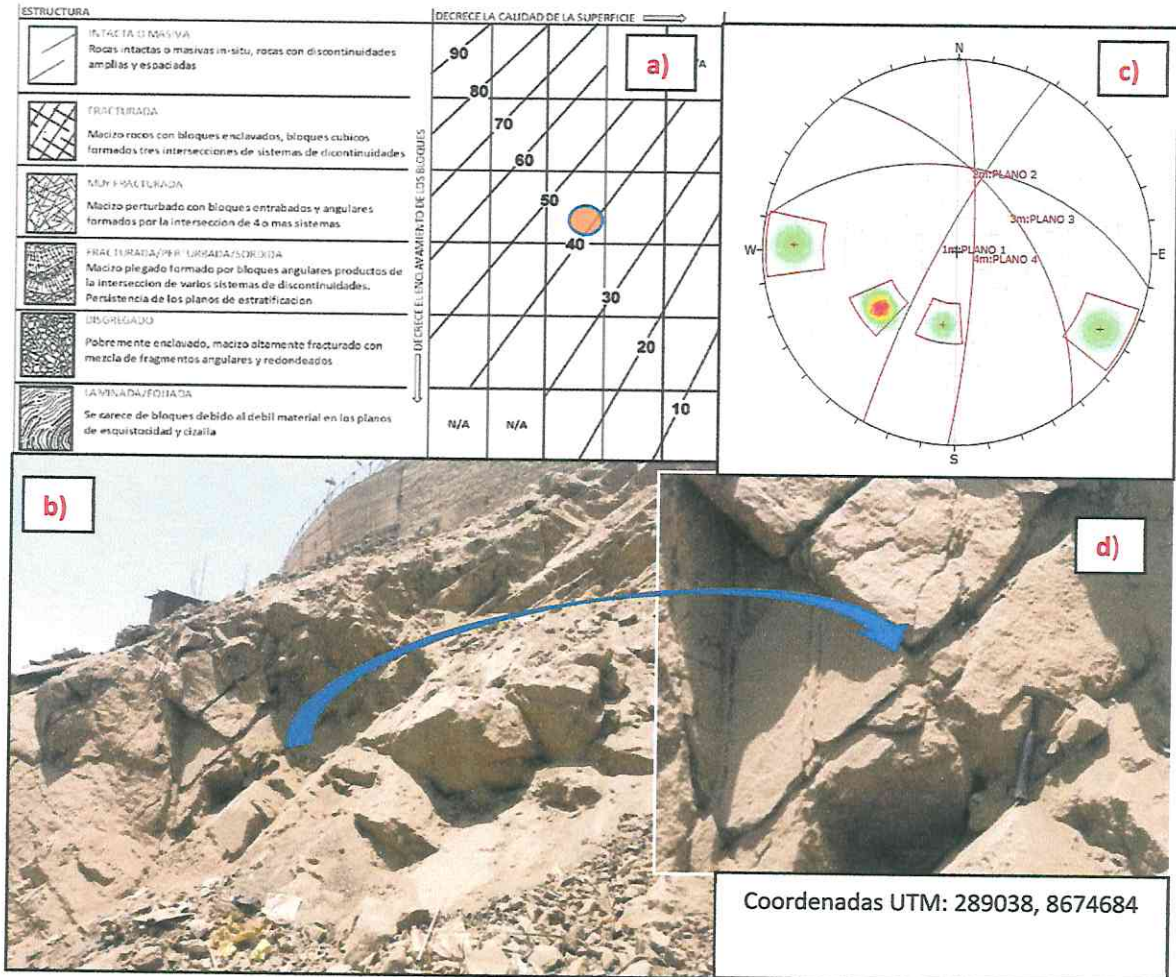 ESTRUCTURA
DECRECE LA CALIDAD DE LA SUPERFICIE
INTACTA O MASIVA
Rocas intactas o masivas in-situ, rocas con discontinuidades
amplias y espaciadas
FRACTURADA
Macizo rocos con bloques enclavados, bloques cubicos
formados tres intersecciones de sistemas de dicontinuidades
MUY FRACTURADA
Macizo perturbado con bloques entrabados y angulares
formados por la interseccion de 4 o mas sistemas
FRACTURADA/PERTURBADA/SORDIDA
Macizo plegado formado por bloques angulares productos de
la interseccion de varios sistemas de discontinuidades.
Persistencia de los planos de estratificacion
DISGREGADO
Pobremente enclavado, macizo altamente fracturado con
mezcla de fragmentos angulares y redondeados
LAMINADA/FOLIADA
Se carece de bloques debido al debil material en los planos
de esquistocidad y cizalla
DECRECE EL ENCLAVAMIENTO DE LOS BLOQUES
a)
90
80
70
60
50
40
30
20
10
N/A
N/A
c)
N
W
E
S
2m:PLANO 2
3m:PLANO 3
1m:PLANO 1
4m:PLANO 4
b)
d)
Coordenadas UTM: 289038, 8674684